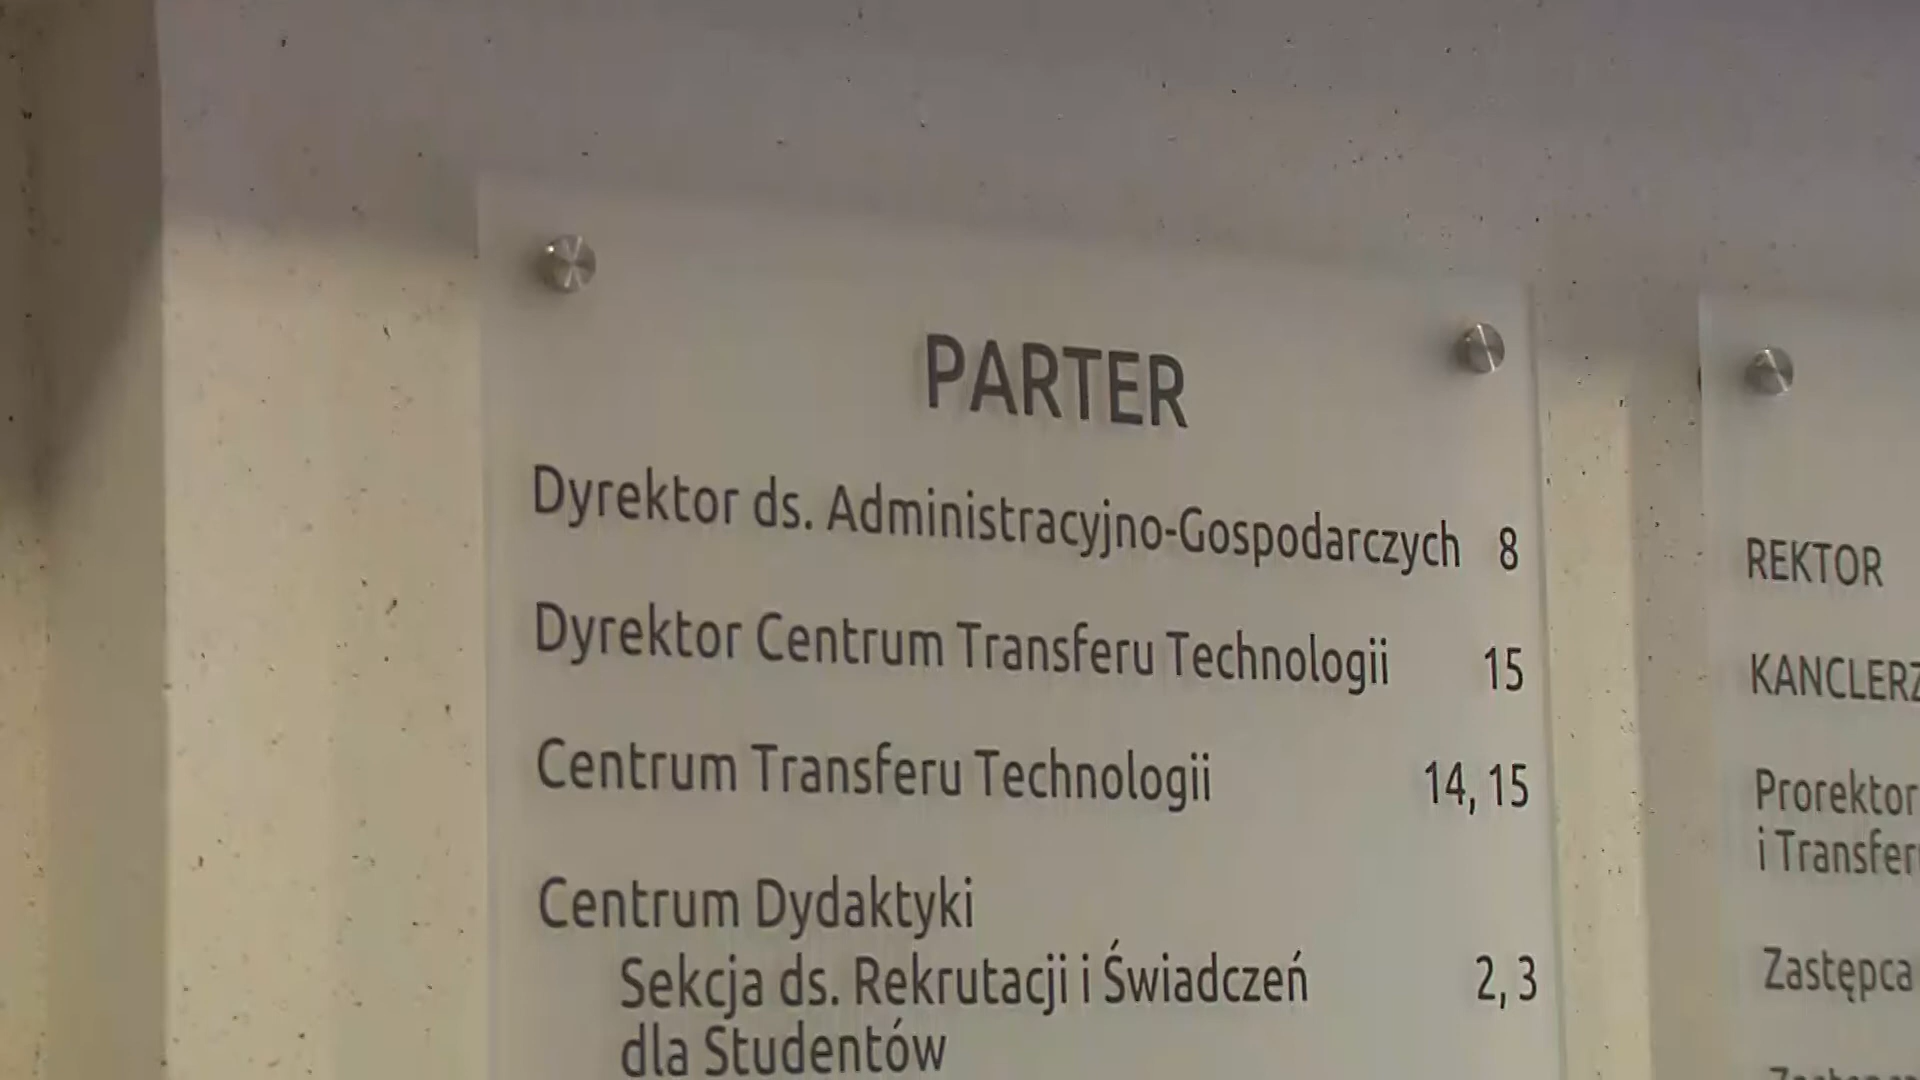 PARTER
Dyrektor ds. Administracyjno-Gospodarczych 8
Dyrektor Centrum Transferu Technologii 15
Centrum Transferu Technologii 14, 15
Centrum Dydaktyki
Sekcja ds. Rekrutacji i Świadczeń 2, 3
dla Studentów
REKTOR
KANCLERZ
Prorektor
i Transfer
Zastępca